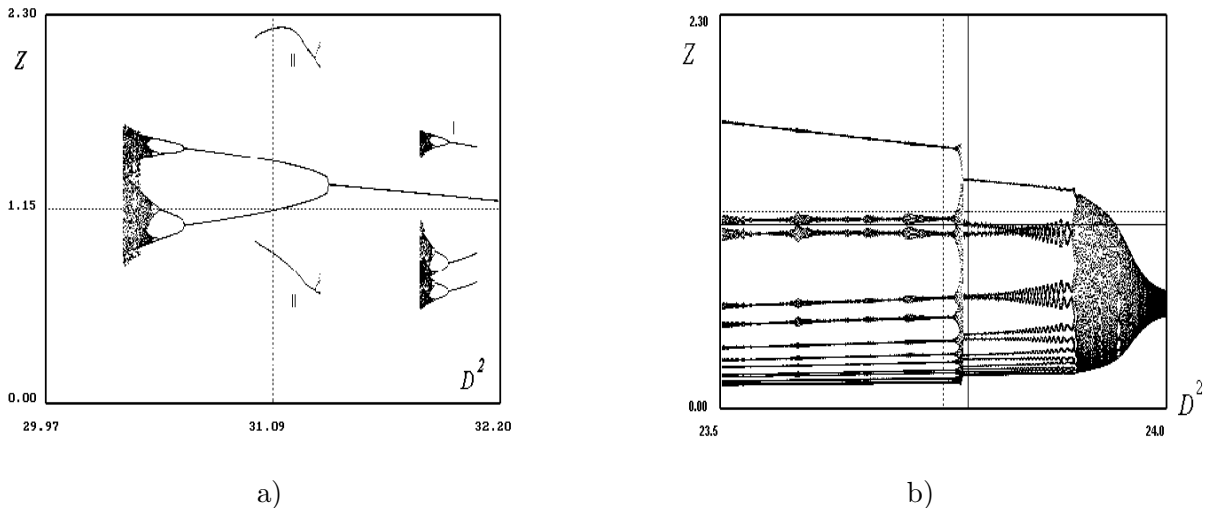 2.30
Z
II
I
1.15
II
D²
0.00
29.97 31.09 32.20
a)
2.30
Z
0.00
D²
23.5 24.0
b)